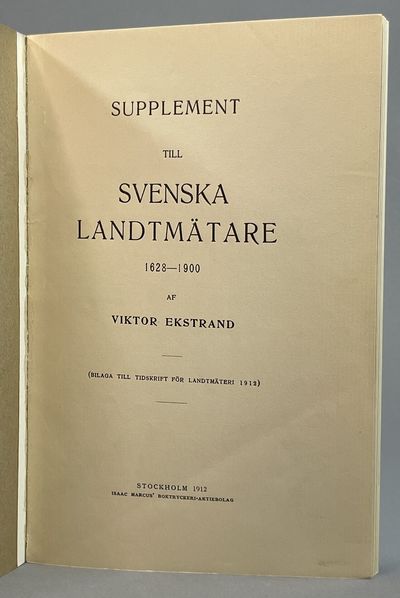 SUPPLEMENT
TILL
SVENSKA
LANDTMÄTARE
1628—1900
AF
VIKTOR EKSTRAND
(BILAGA TILL TIDSKRIFT FÖR LANDTMÄTERI 1912)
STOCKHOLM 1912
ISAAC MARCUS' BOKTRYCKERI-AKTIEBOLAG